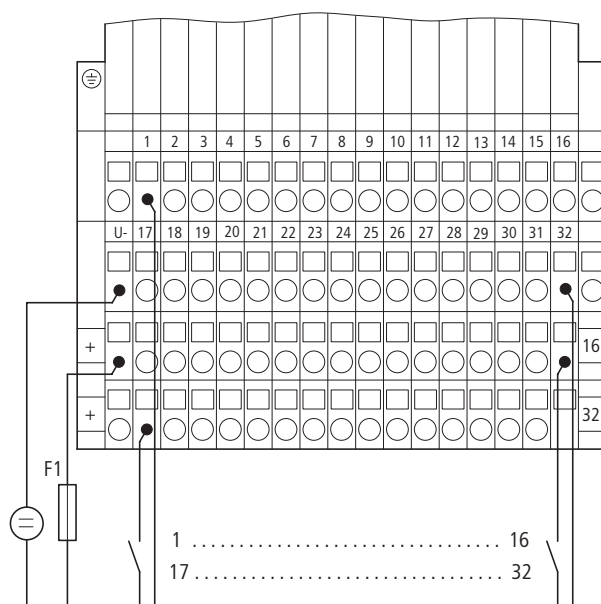 1 2 3 4 5 6 7 8 9 10 11 12 13 14 15 16
U- 17 18 19 20 21 22 23 24 25 26 27 28 29 30 31 32
+ 16
+ 32
F1
1 .................................. 16
17 .................................. 32